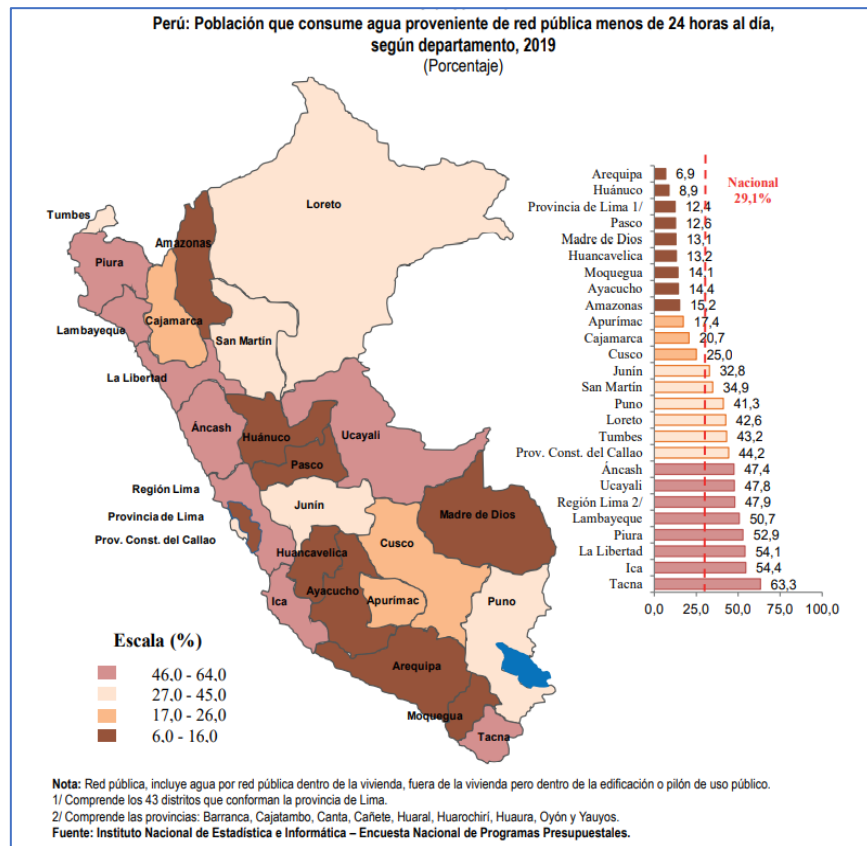 Perú: Población que consume agua proveniente de red pública menos de 24 horas al día,
según departamento, 2019
(Porcentaje)
Tumbes
Piura
Lambayeque
Amazonas
Cajamarca
Loreto
San Martín
La Libertad
Áncash
Huánuco
Ucayali
Pasco
Región Lima
Provincia de Lima
Prov. Const. del Callao
Junín
Madre de Dios
Huancavelica
Cusco
Ica
Ayacucho
Apurímac
Puno
Arequipa
Moquegua
Tacna
Escala (%)
46,0 - 64,0
27,0 - 45,0
17,0 - 26,0
6,0 - 16,0
Nacional
29,1%
Arequipa 6,9
Huánuco 8,9
Provincia de Lima 1/ 12,4
Pasco 12,6
Madre de Dios 13,1
Huancavelica 13,2
Moquegua 14,1
Ayacucho 14,4
Amazonas 15,2
Apurímac 17,4
Cajamarca 20,7
Cusco 25,0
Junín 32,8
San Martín 34,9
Puno 41,3
Loreto 42,6
Tumbes 43,2
Prov. Const. del Callao 44,2
Áncash 47,4
Ucayali 47,8
Región Lima 2/ 47,9
Lambayeque 50,7
Piura 52,9
La Libertad 54,1
Ica 54,4
Tacna 63,3
0,0 25,0 50,0 75,0 100,0
Nota: Red pública, incluye agua por red pública dentro de la vivienda, fuera de la vivienda pero dentro de la edificación o pilón de uso público.
1/ Comprende los 43 distritos que conforman la provincia de Lima.
2/ Comprende las provincias: Barranca, Cajatambo, Canta, Cañete, Huaral, Huarochirí, Huaura, Oyón y Yauyos.
Fuente: Instituto Nacional de Estadística e Informática – Encuesta Nacional de Programas Presupuestales.